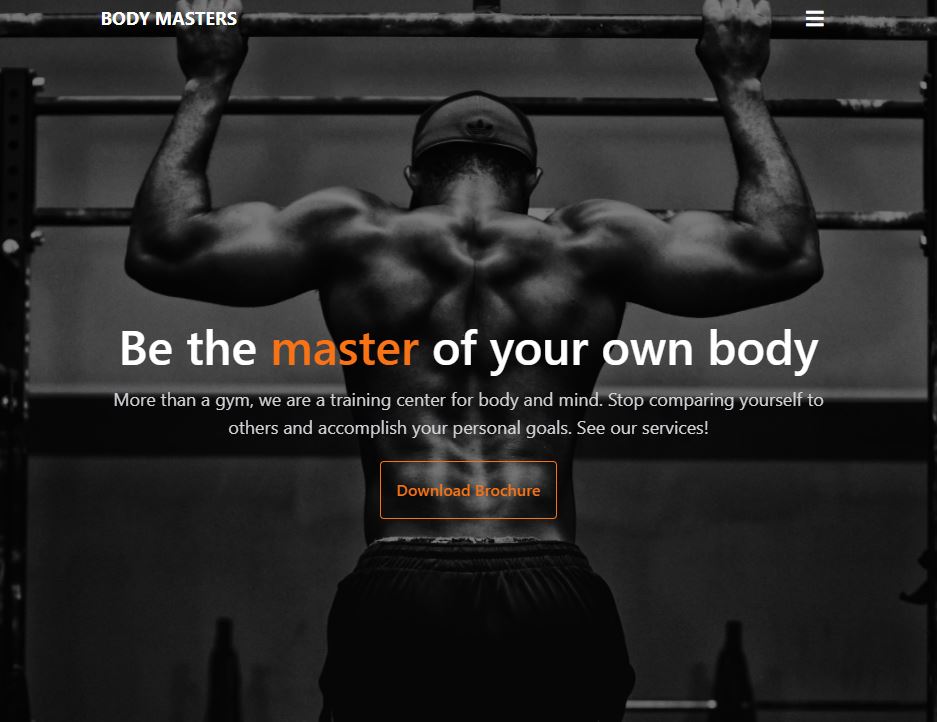 BODY MASTERS
Be the master of your own body
More than a gym, we are a training center for body and mind. Stop comparing yourself to
others and accomplish your personal goals. See our services!
Download Brochure